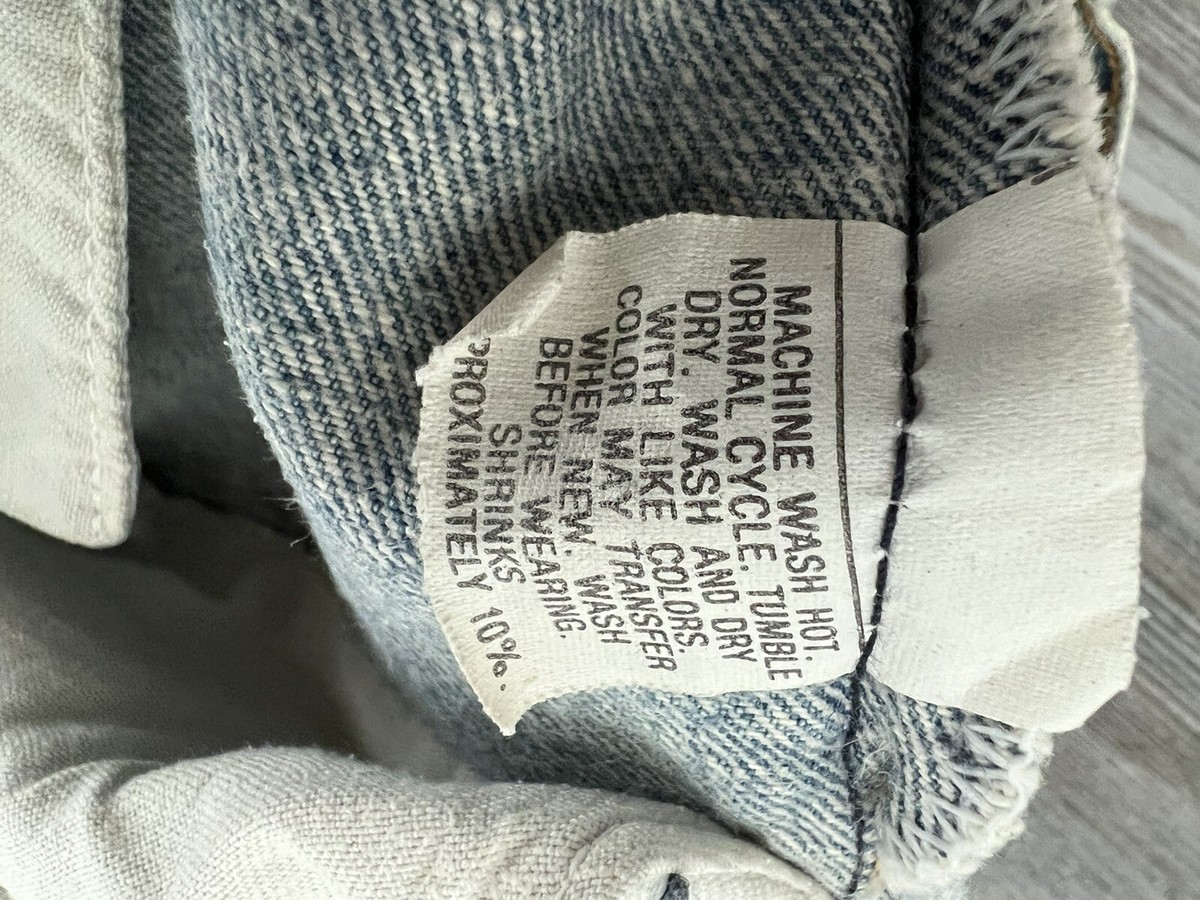 MACHINE WASH HOT.
NORMAL CYCLE. TUMBLE
DRY. WASH AND DRY
WITH LIKE COLORS.
COLOR MAY TRANSFER
WHEN NEW. WASH
BEFORE WEARING.
SHRINKS
PROXIMATELY 10%.